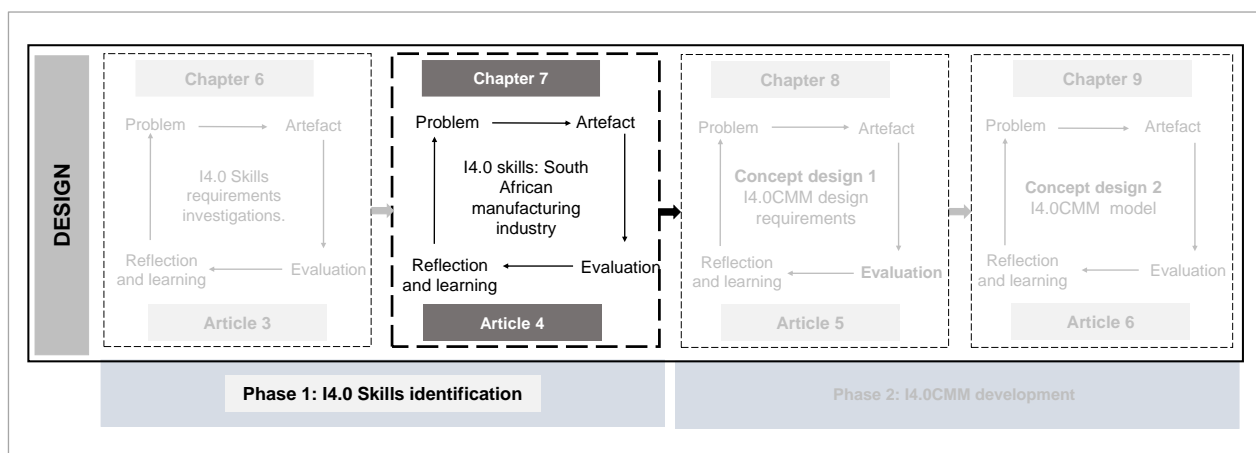 DESIGN
Chapter 6
Problem
Artefact
I4.0 Skills
requirements
investigations.
Reflection
and learning
Evaluation
Article 3
Chapter 7
Problem
Artefact
I4.0 skills: South
African
manufacturing
industry
Reflection
and learning
Evaluation
Article 4
Chapter 8
Problem
Artefact
Concept design 1
I4.0CMM design
requirements
Reflection
and learning
Evaluation
Article 5
Chapter 9
Problem
Artefact
Concept design 2
I4.0CMM model
Reflection
and learning
Evaluation
Article 6
Phase 1: I4.0 Skills identification
Phase 2: I4.0CMM development